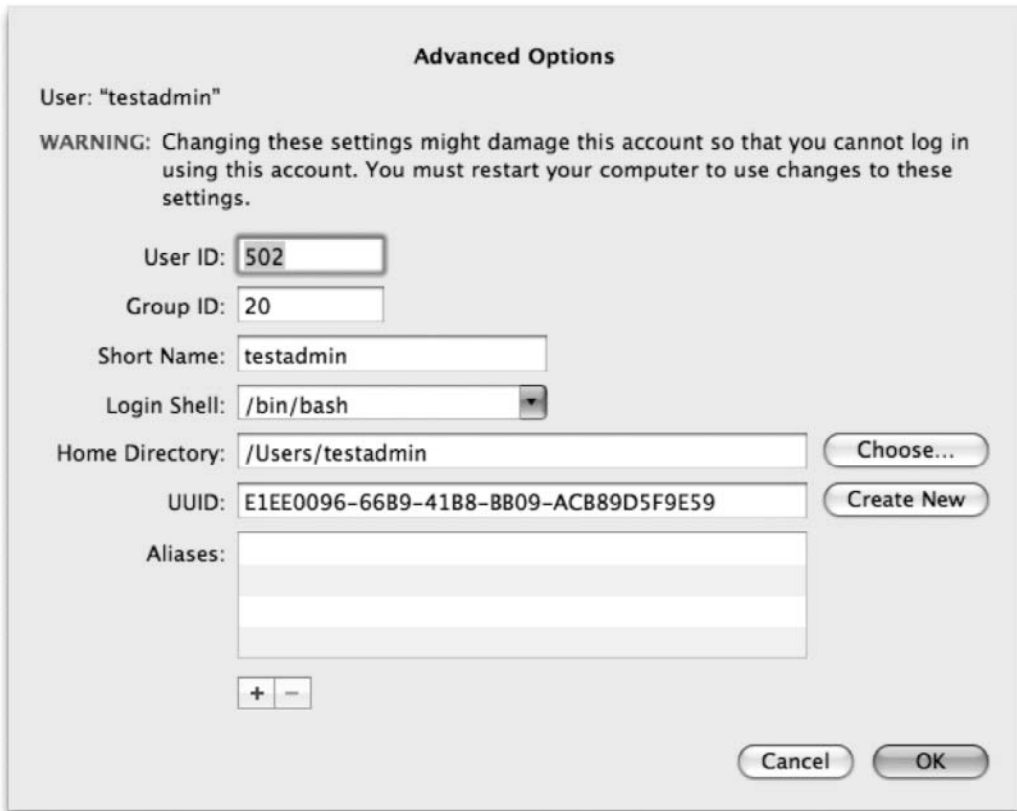 Advanced Options
User: “testadmin”
WARNING: Changing these settings might damage this account so that you cannot log in
using this account. You must restart your computer to use changes to these
settings.
User ID: 502
Group ID: 20
Short Name: testadmin
Login Shell: /bin/bash
Home Directory: /Users/testadmin Choose...
UUID: E1EE0096-66B9-41B8-BB09-ACB89D5F9E59 Create New
Aliases:
+ −
Cancel OK